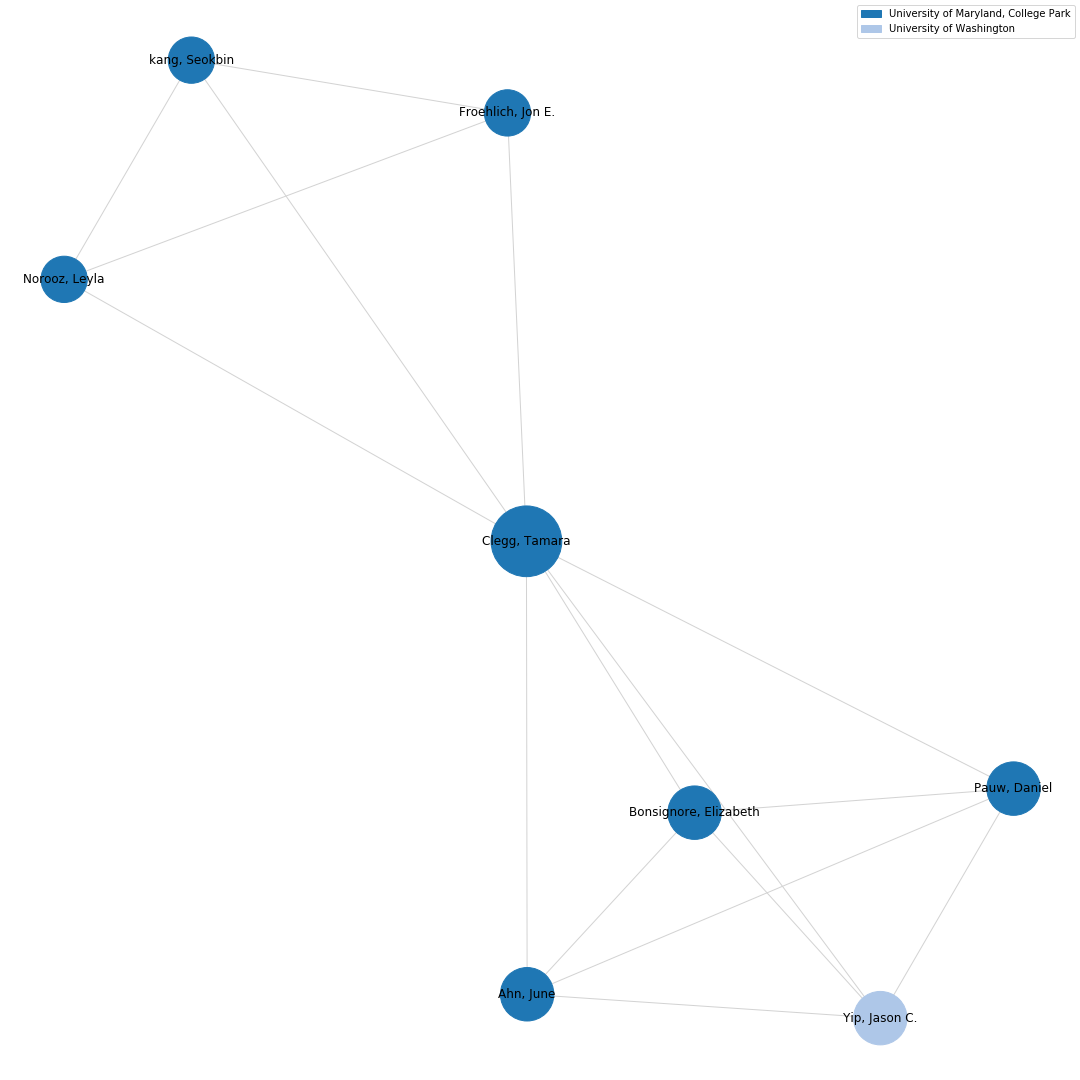 University of Maryland, College Park
University of Washington
kang, Seokbin
Froehlich, Jon E.
Norooz, Leyla
Clegg, Tamara
Pauw, Daniel
Bonsignore, Elizabeth
Ahn, June
Yip, Jason C.